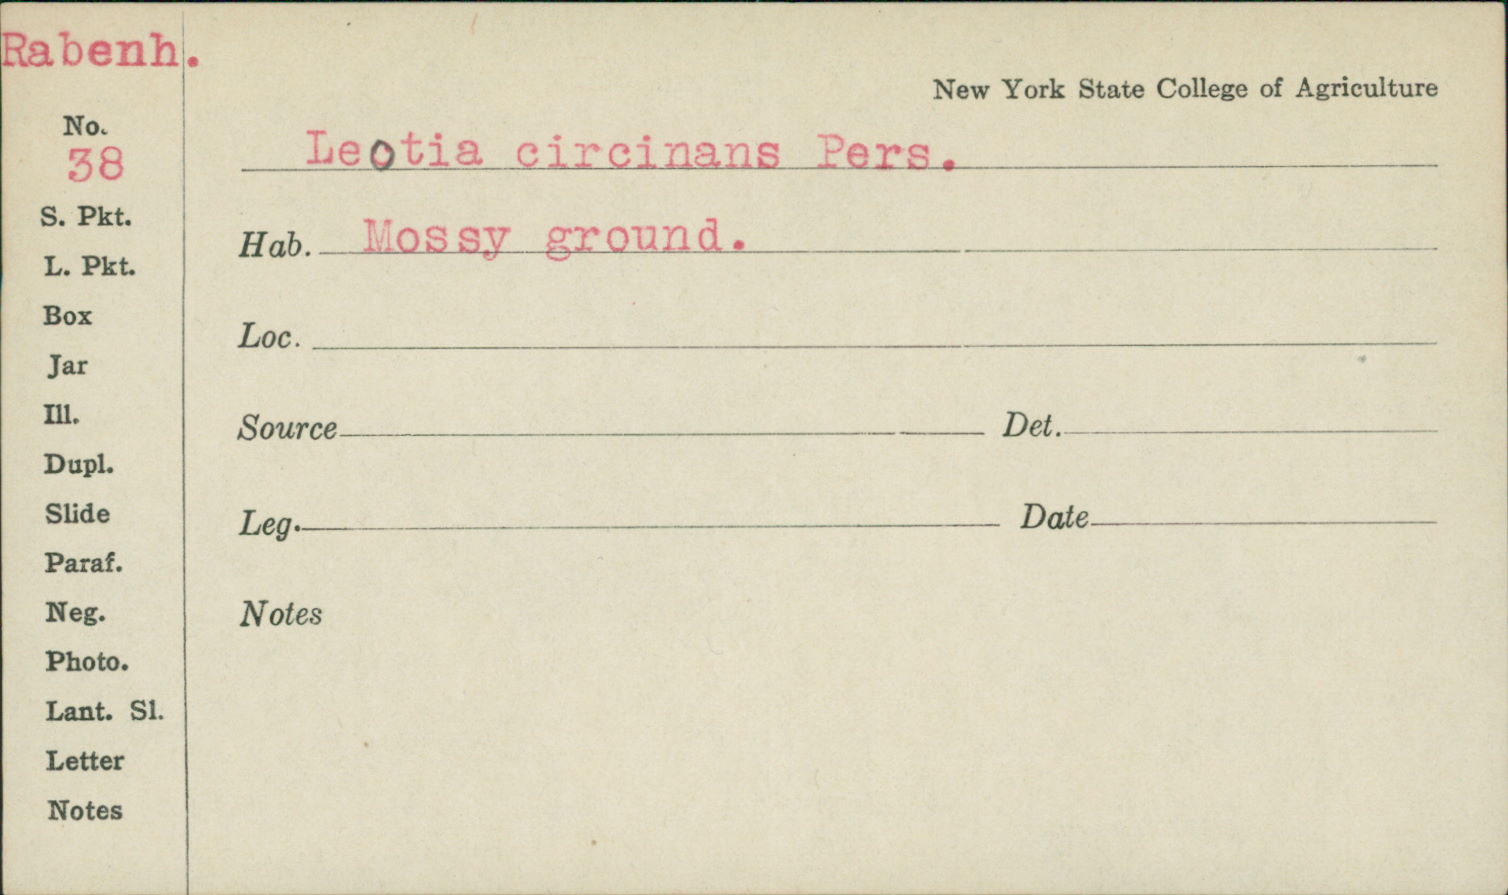 Rabenh.
New York State College of Agriculture
No.
38
Leotia circinans Pers.
S. Pkt.
Hab. Mossy ground.
L. Pkt.
Box
Loc.
Jar
Ill.
Source Det.
Dupl.
Slide
Leg. Date
Paraf.
Neg.
Notes
Photo.
Lant. Sl.
Letter
Notes